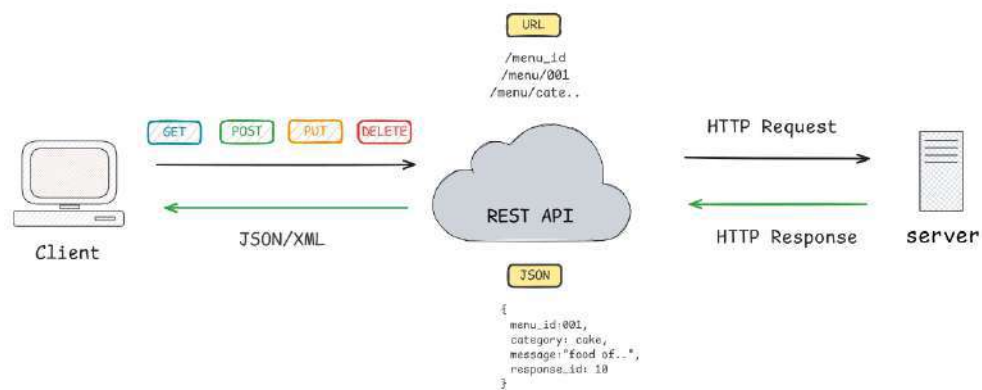 URL
/menu_id
/menu/001
/menu/cate..
GET POST PUT DELETE
HTTP Request
REST API
JSON/XML
HTTP Response
Client
server
JSON
{
menu_id:001,
category: cake,
message:"food of..",
response_id: 10
}